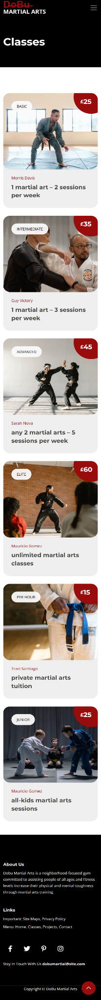 DoBu
MARTIAL ARTS
Classes
BASIC
£25
Morris Davis
1 martial art – 2 sessions
per week
INTERMEDIATE
£35
Guy Victory
1 martial art – 3 sessions
per week
ADVANCED
£45
Sarah Nova
any 2 martial arts – 5
sessions per week
ELITE
£60
Mauricio Gomez
unlimited martial arts
classes
PER HOUR
£15
Traci Santiago
private martial arts
tuition
JUNIOR
£25
Mauricio Gomez
all-kids martial arts
sessions
About Us
Dobu Martial Arts is a neighborhood-focused gym
committed to assisting people of all ages and fitness
levels increase their physical and mental toughness
through martial arts training
Links
Important: Site Maps, Privacy Policy
Menu: Home, Classes, Projects, Contact
Stay In Touch With Us dobumartial@site.com
Copyright © DoBu Martial Arts